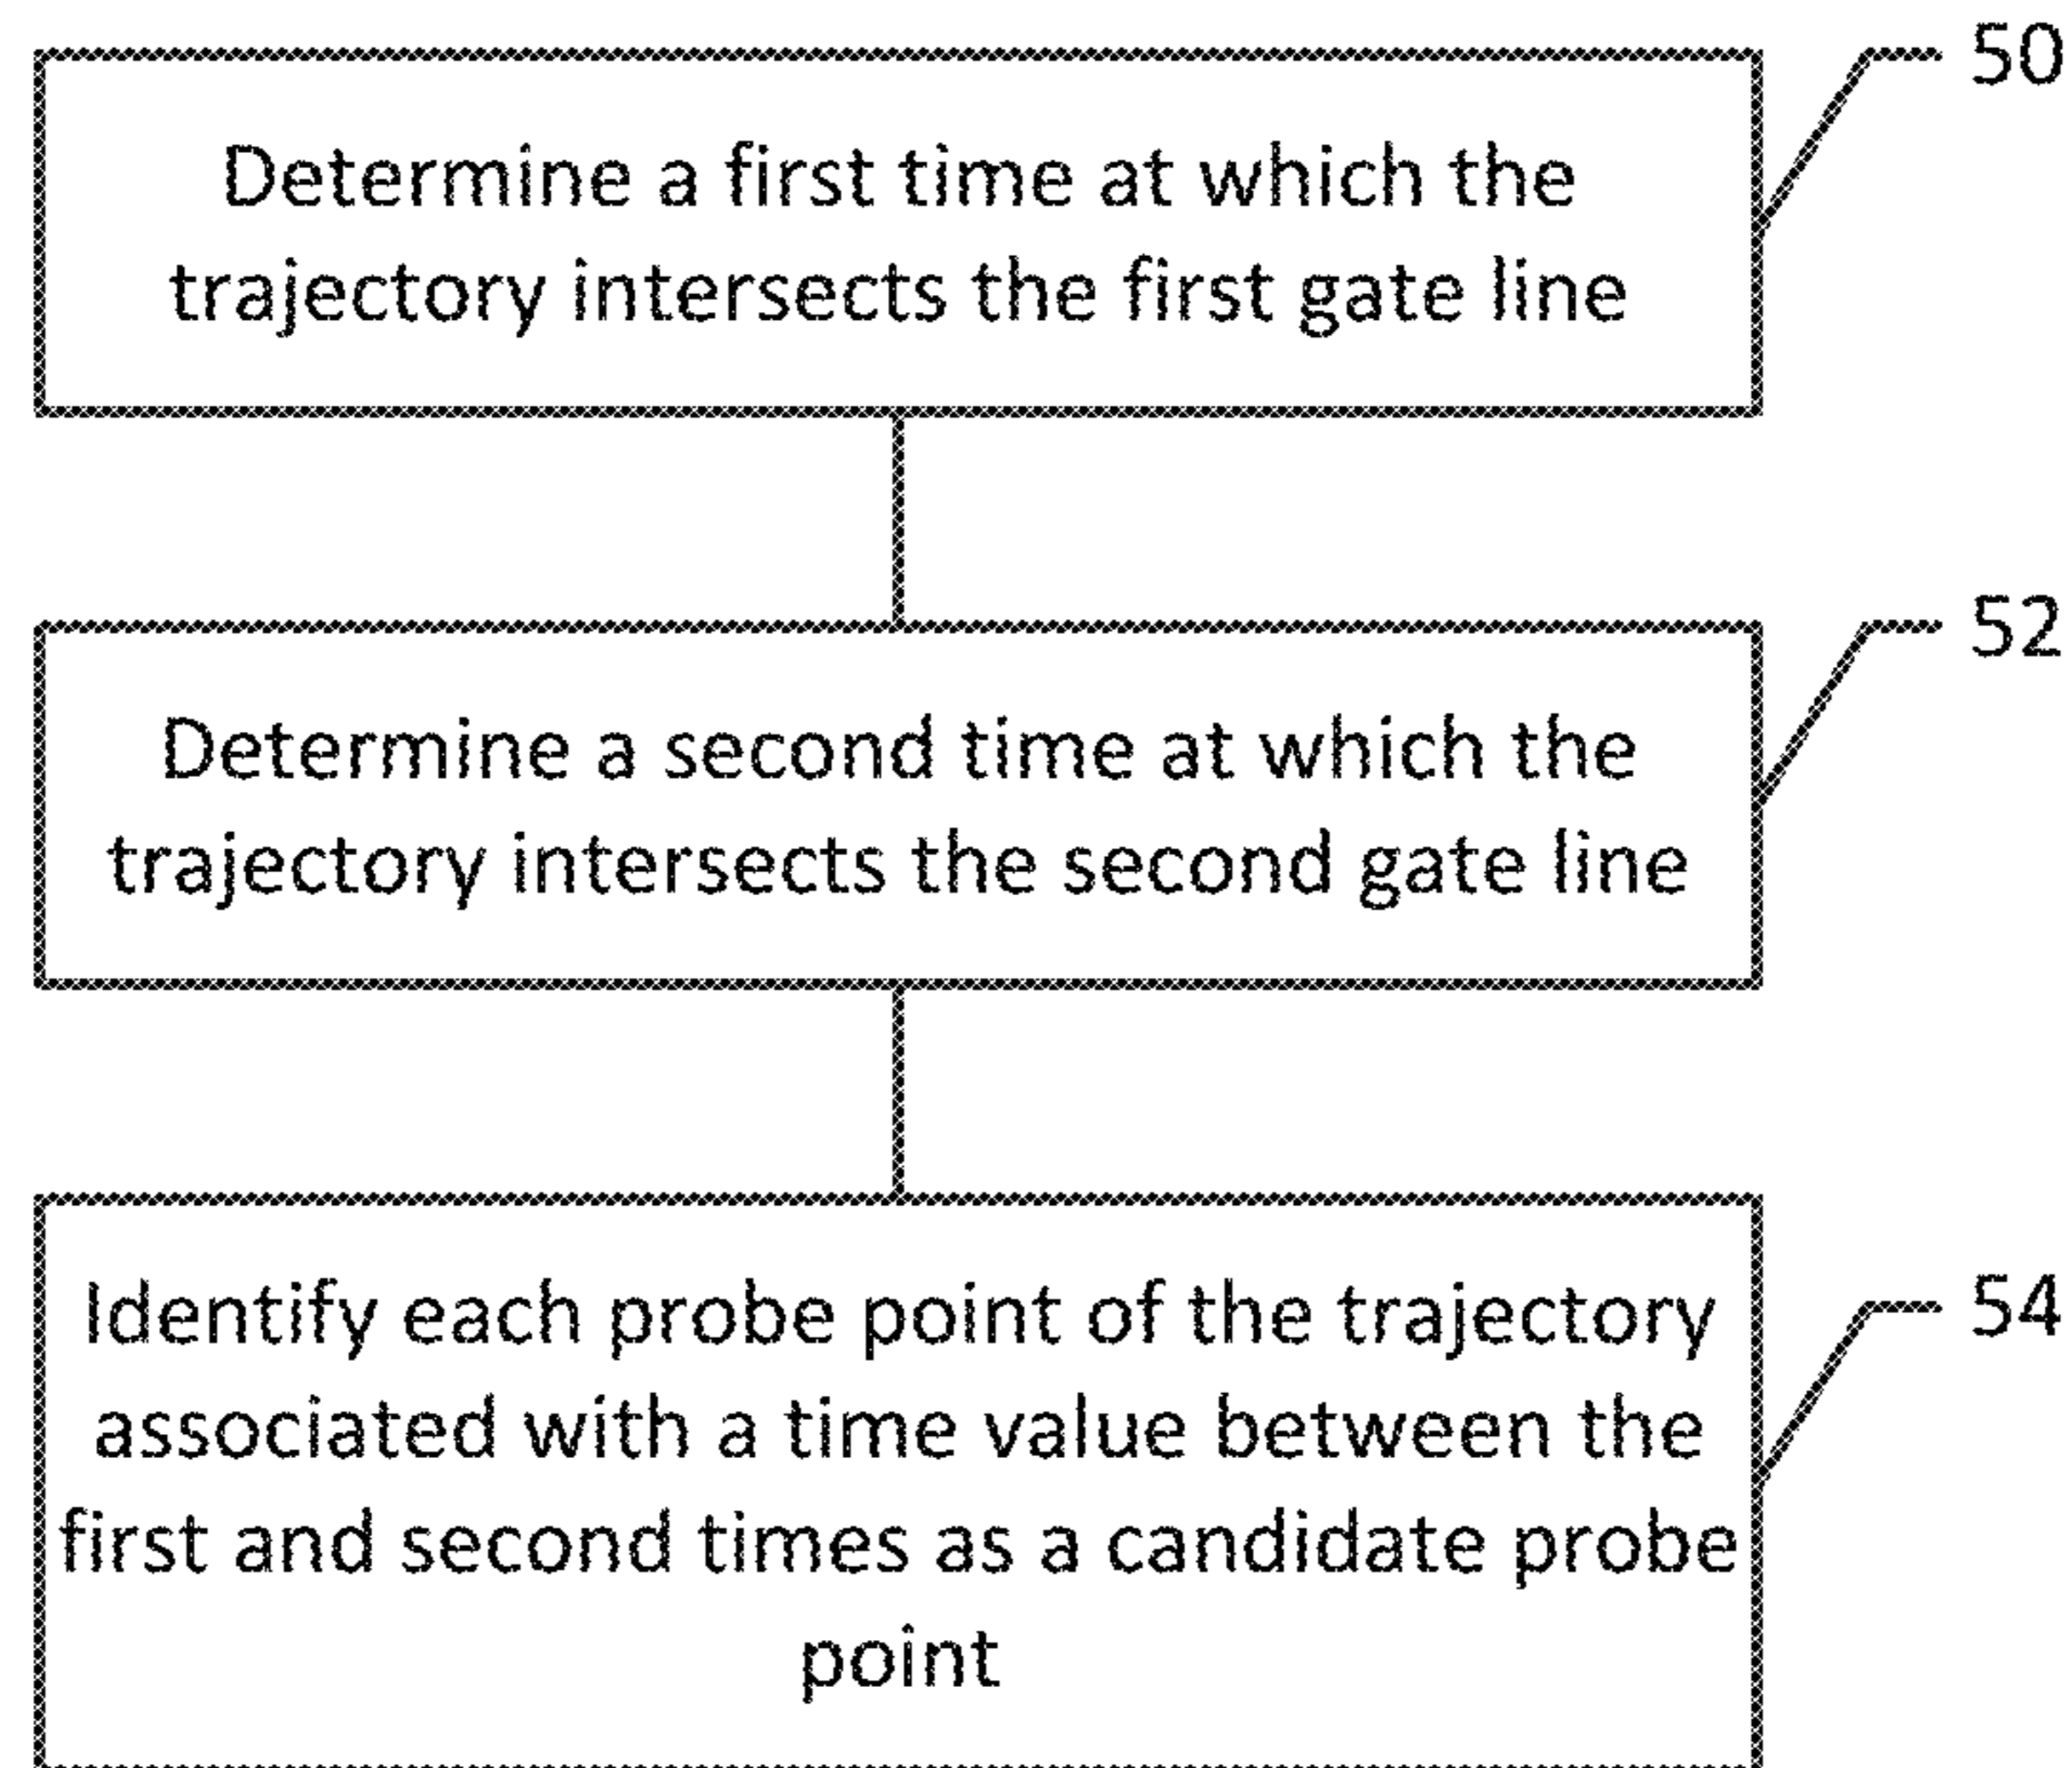 50
Determine a first time at which the
trajectory intersects the first gate line
52
Determine a second time at which the
trajectory intersects the second gate line
54
Identify each probe point of the trajectory
associated with a time value between the
first and second times as a candidate probe
point